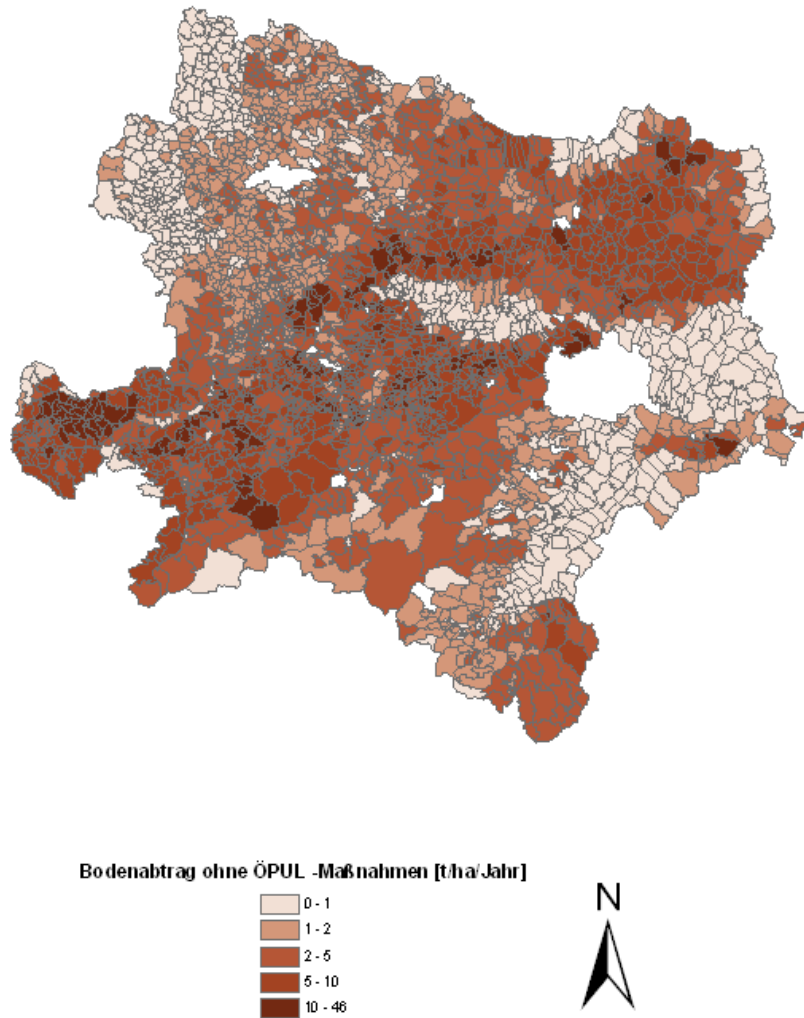 Bodenabtrag ohne ÖPUL -Maßnahmen [t/ha/Jahr]
0 - 1
1 - 2
2 - 5
5 - 10
10 - 46
N